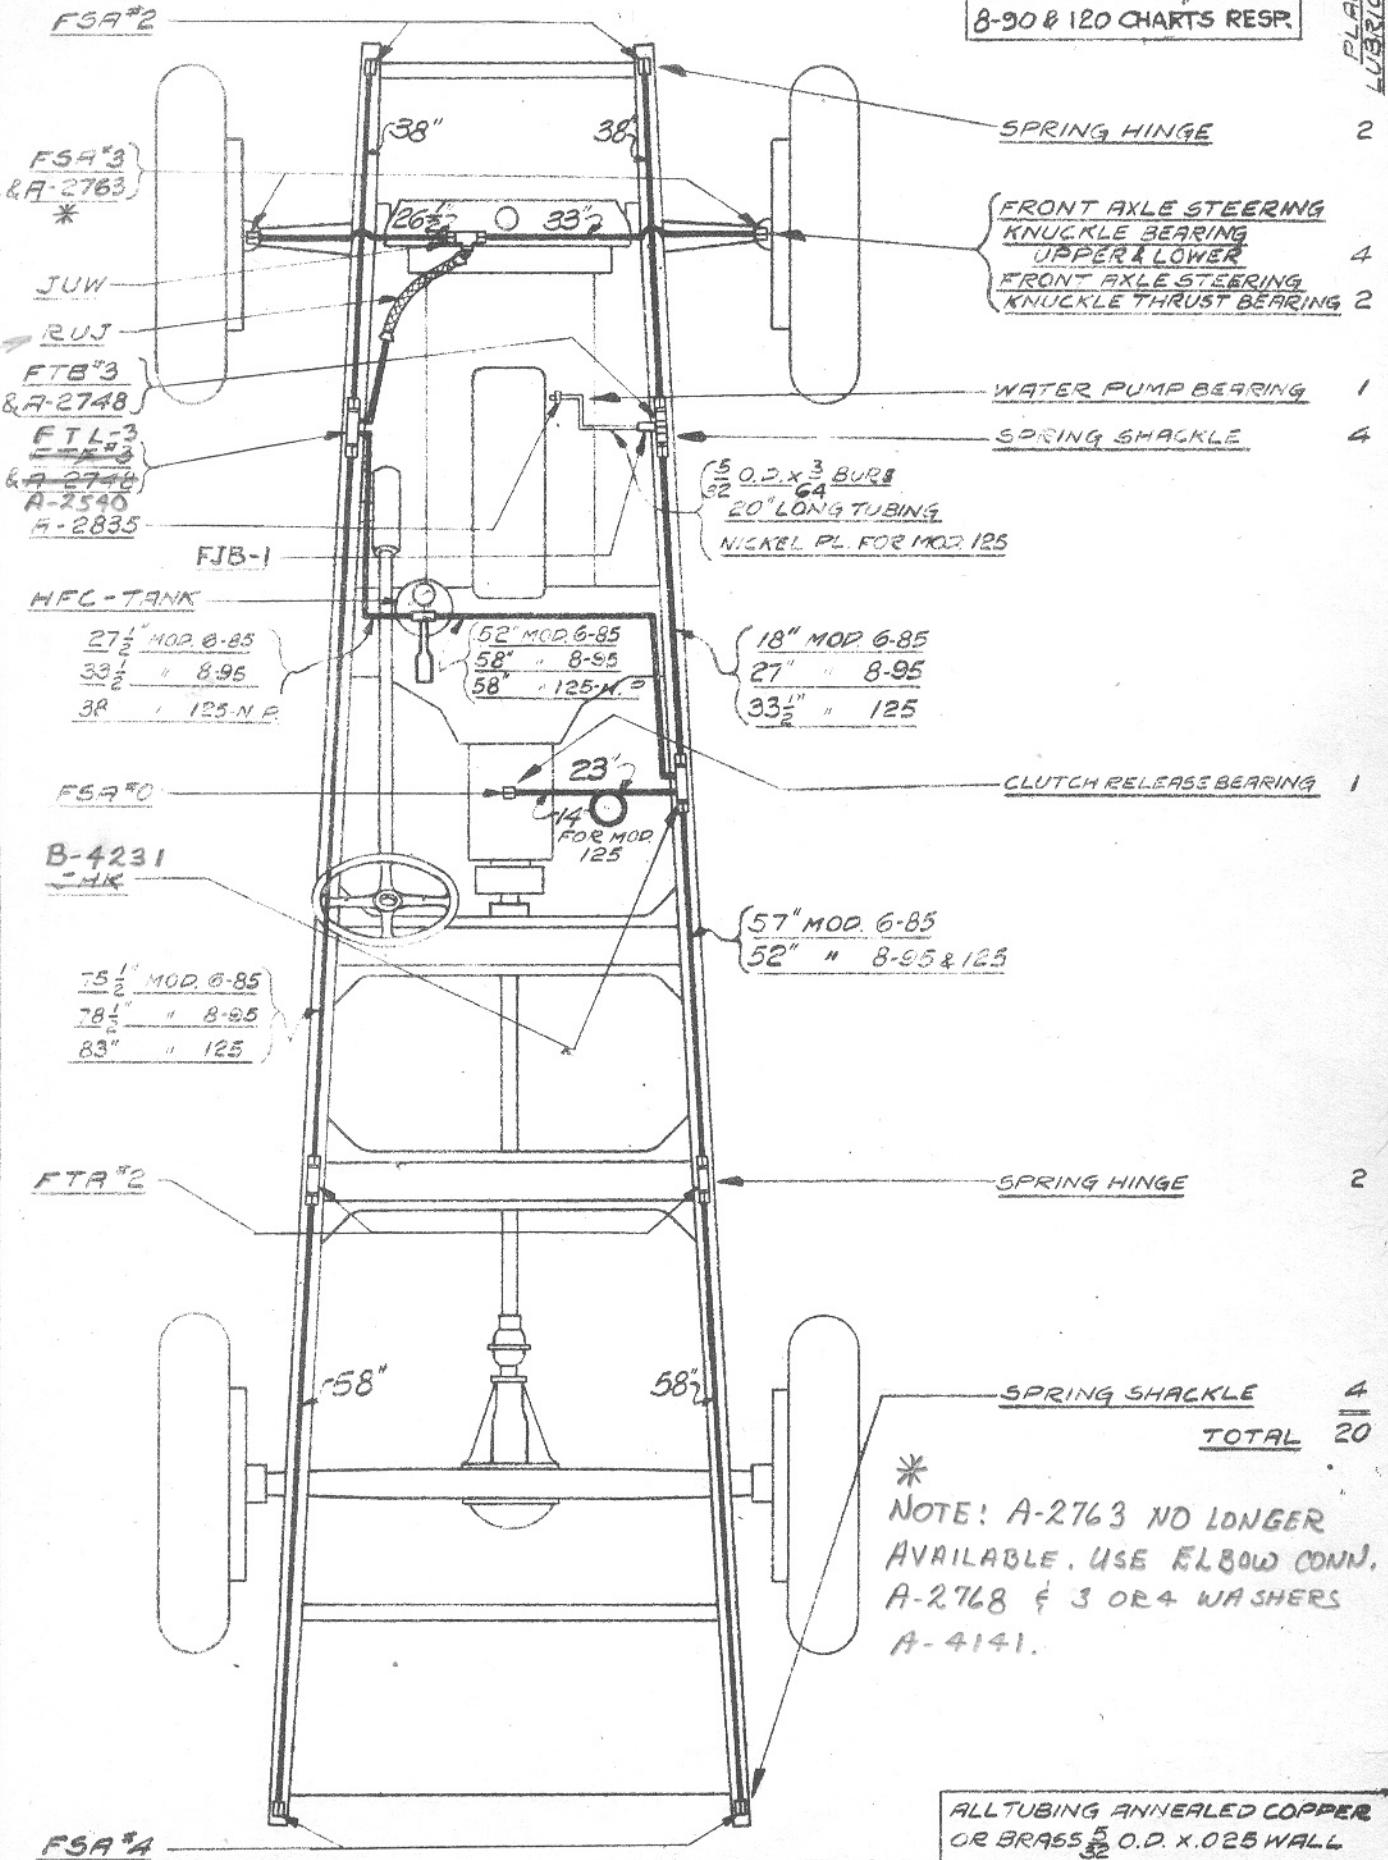 FSA #2
8-90 & 120 CHARTS RESP.
38"
38"
SPRING HINGE 2
FSA #3
& A-2763
*
26 1/2"
33"
FRONT AXLE STEERING
KNUCKLE BEARING
UPPER & LOWER 4
FRONT AXLE STEERING
KNUCKLE THRUST BEARING 2
JUW
RUJ
FTB #3
& A-2748
WATER PUMP BEARING 1
FTL-3
& A-2748
A-2540
SPRING SHACKLE 4
A-2835
5/32 O.D. x 3/64
20" LONG TUBING
NICKEL PL. FOR MOD. 125
FJB-1
HFC-TANK
27 1/2" MOD. 6-85
33 1/2 " 8-95
38 " 125-N.P.
52" MOD. 6-85
58" " 8-95
58" " 125-N.P.
18" MOD. 6-85
27" " 8-95
33 1/2" " 125
FSA #0
23"
14"
FOR MOD.
125
CLUTCH RELEASE BEARING 1
B-4231
57" MOD. 6-85
52" " 8-95 & 125
75 1/2" MOD. 6-85
78 1/2" " 8-95
83" " 125
FTA #2
SPRING HINGE 2
58"
58"
SPRING SHACKLE 4
TOTAL 20
*
NOTE: A-2763 NO LONGER
AVAILABLE. USE ELBOW CONN.
A-2768 & 3 OR 4 WASHERS
A-4141.
FSA #4
ALL TUBING ANNEALED COPPER
OR BRASS 5/32 O.D. X .025 WALL